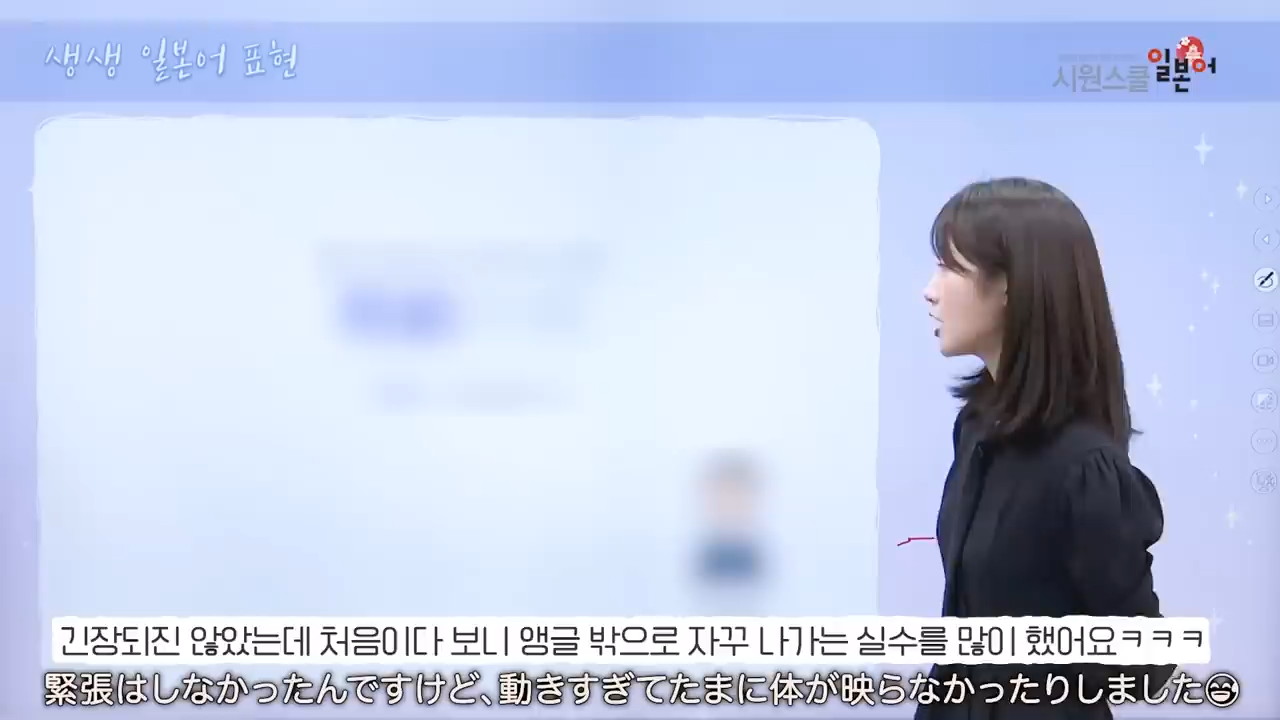 생생 일본어 표현
시원스쿨 일본어
긴장되진 않았는데 처음이다 보니 앵글 밖으로 자꾸 나가는 실수를 많이 했어요ㅋㅋㅋ
緊張はしなかったんですけど、動きすぎてたまに体が映らなかったりしました😅